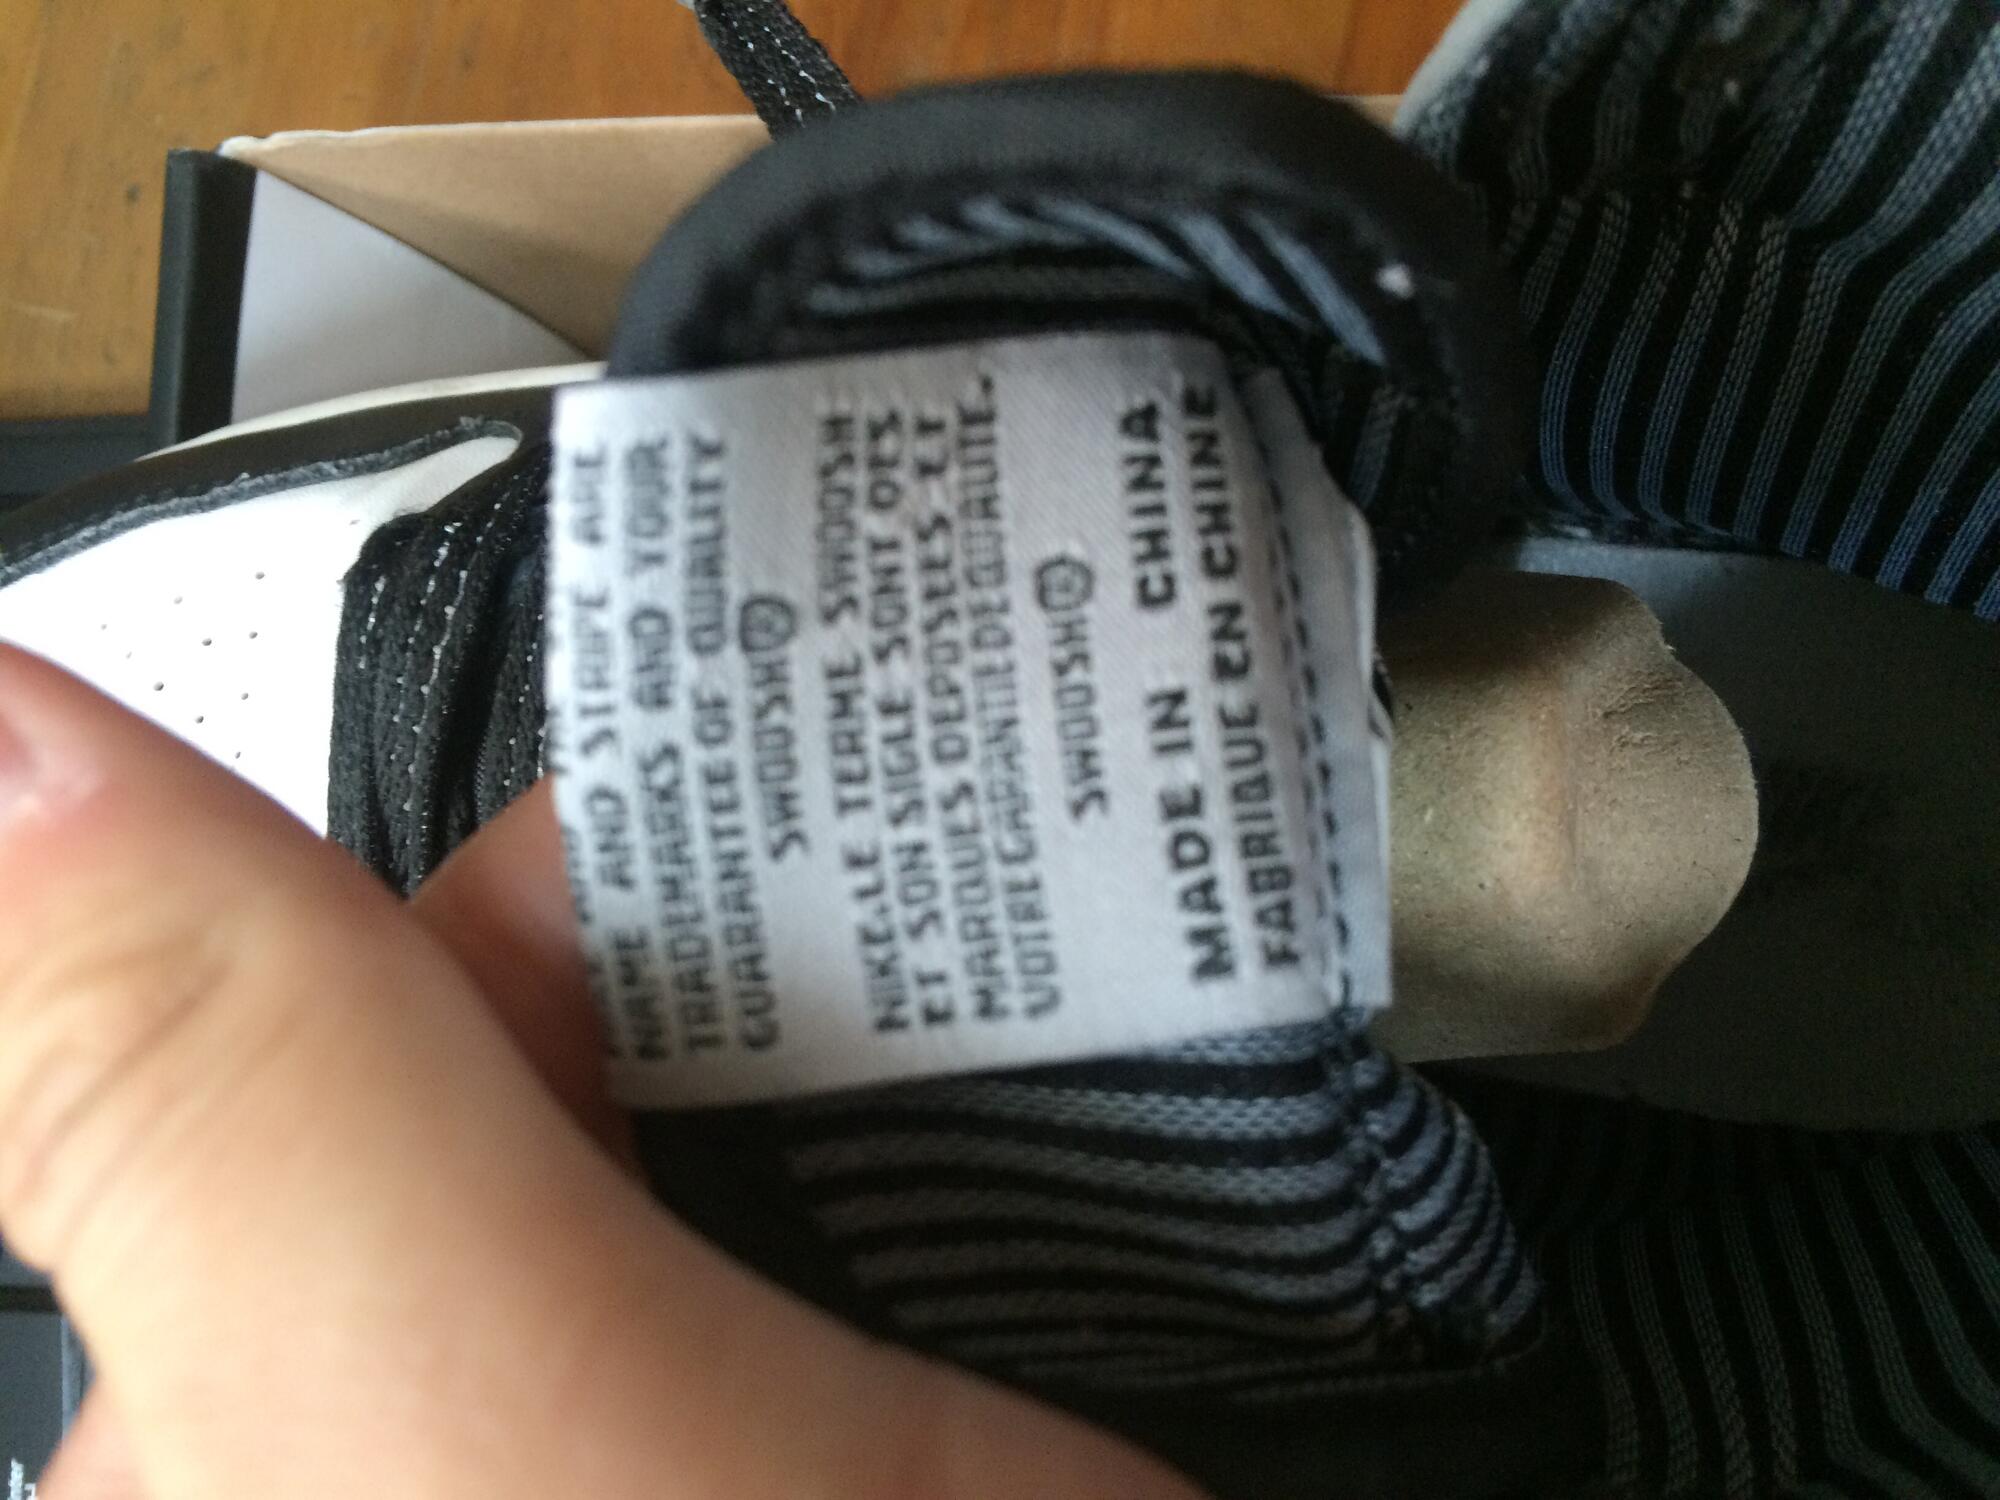 NAME AND STRIPE ARE
TRADEMARKS AND YOUR
GUARANTEE OF QUALITY
SWOOSH®
NIKE.LE TERME SWOOSH
ET SON SIGLE SONT DES
MARQUES DEPOSEES ET
VOTRE GARANTIE DE QUALITE.
SWOOSH®
MADE IN CHINA
FABRIQUE EN CHINE